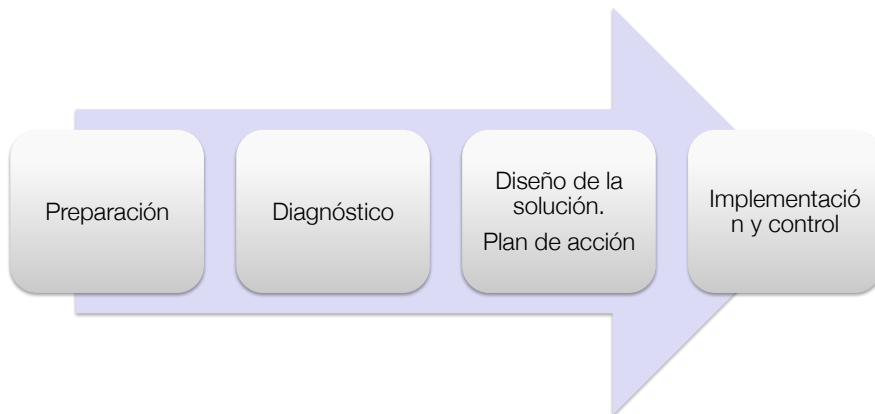 Preparación
Diagnóstico
Diseño de la
solución.
Plan de acción
Implementació
n y control